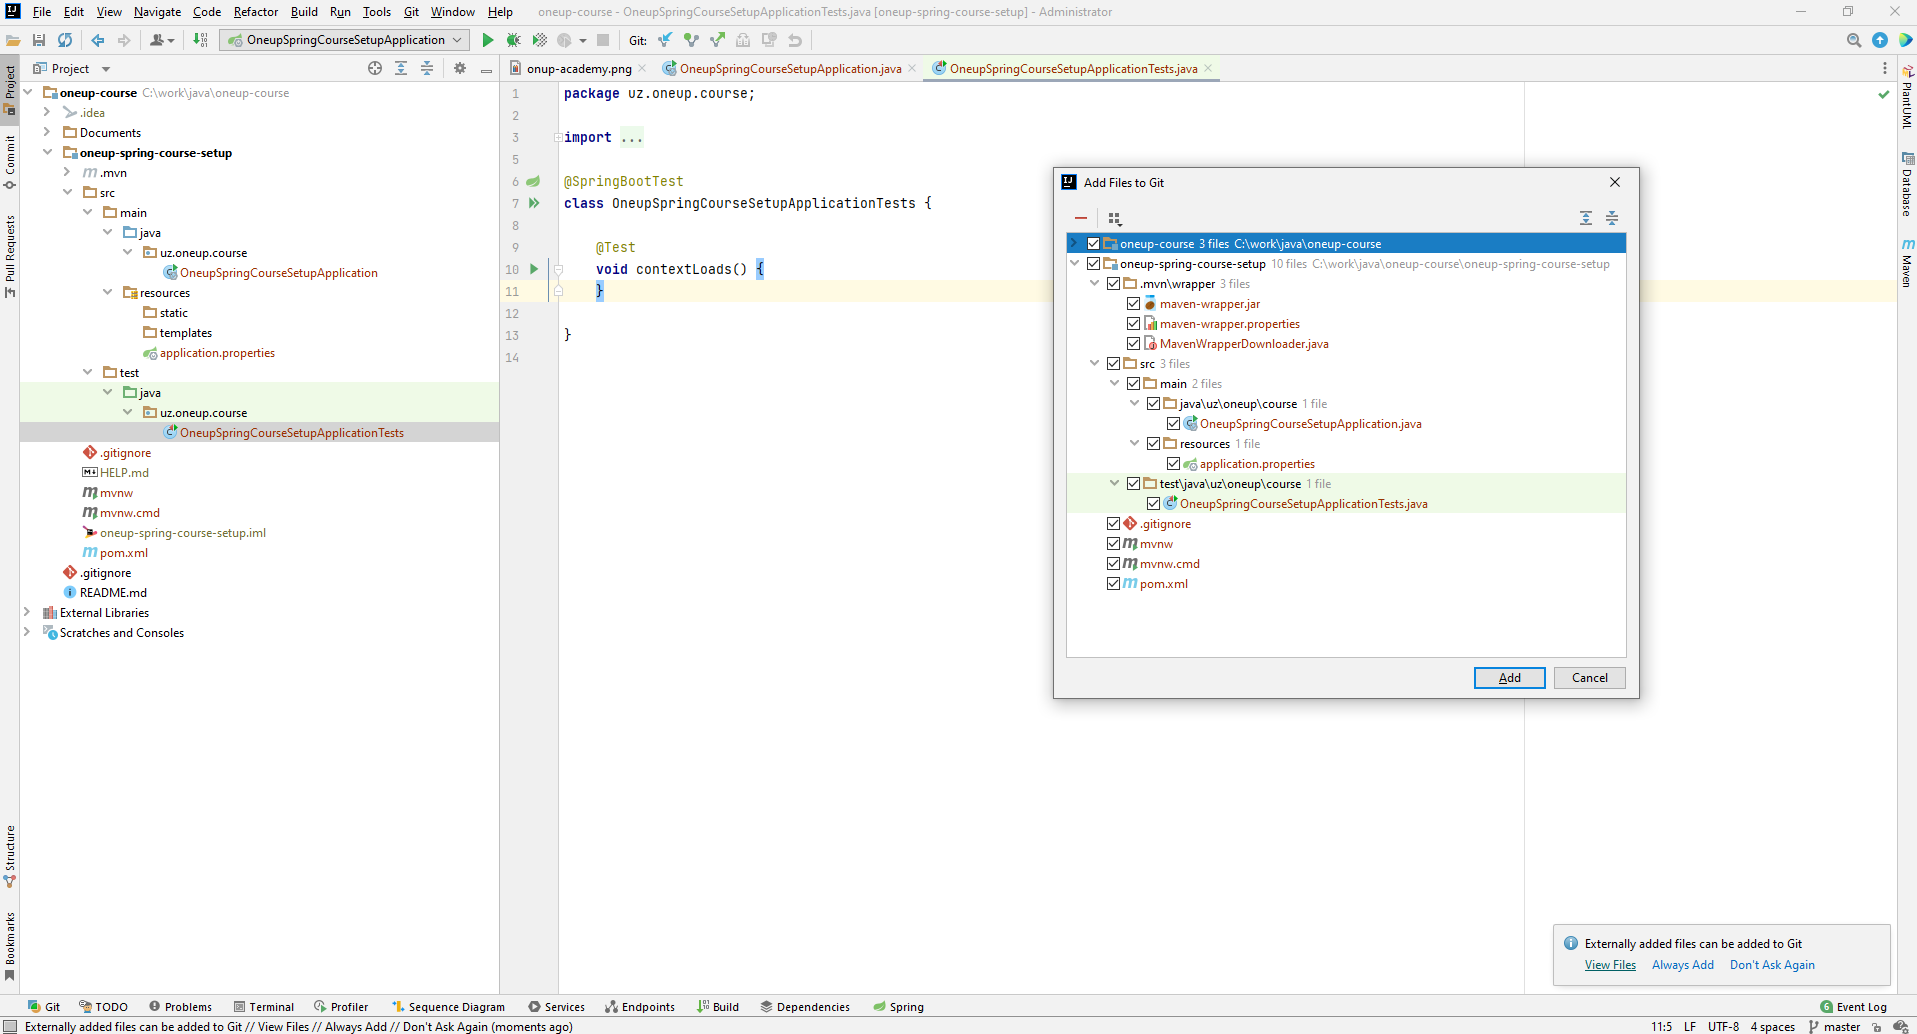 File Edit View Navigate Code Refactor Build Run Tools Git Window Help oneup-course - OneupSpringCourseSetupApplicationTests.java [oneup-spring-course-setup] - Administrator
OneupSpringCourseSetupApplication Git:
Project
onup-academy.png OneupSpringCourseSetupApplication.java OneupSpringCourseSetupApplicationTests.java
Project
Commit
Pull Requests
Structure
Bookmarks
oneup-course C:\work\java\oneup-course
.idea
Documents
oneup-spring-course-setup
.mvn
src
main
java
uz.oneup.course
OneupSpringCourseSetupApplication
resources
static
templates
application.properties
test
java
uz.oneup.course
OneupSpringCourseSetupApplicationTests
.gitignore
HELP.md
mvnw
mvnw.cmd
oneup-spring-course-setup.iml
pom.xml
.gitignore
README.md
External Libraries
Scratches and Consoles
1 package uz.oneup.course;
2
3 import ...
5
6 @SpringBootTest
7 class OneupSpringCourseSetupApplicationTests {
8
9 @Test
10 void contextLoads() {
11 }
12
13 }
14
Add Files to Git
oneup-course 3 files C:\work\java\oneup-course
oneup-spring-course-setup 10 files C:\work\java\oneup-course\oneup-spring-course-setup
.mvn\wrapper 3 files
maven-wrapper.jar
maven-wrapper.properties
MavenWrapperDownloader.java
src 3 files
main 2 files
java\uz\oneup\course 1 file
OneupSpringCourseSetupApplication.java
resources 1 file
application.properties
test\java\uz\oneup\course 1 file
OneupSpringCourseSetupApplicationTests.java
.gitignore
mvnw
mvnw.cmd
pom.xml
Add Cancel
PlantUML
Database
Maven
Externally added files can be added to Git
View Files Always Add Don't Ask Again
Git TODO Problems Terminal Profiler Sequence Diagram Services Endpoints Build Dependencies Spring 6 Event Log
Externally added files can be added to Git // View Files // Always Add // Don't Ask Again (moments ago) 11:5 LF UTF-8 4 spaces master